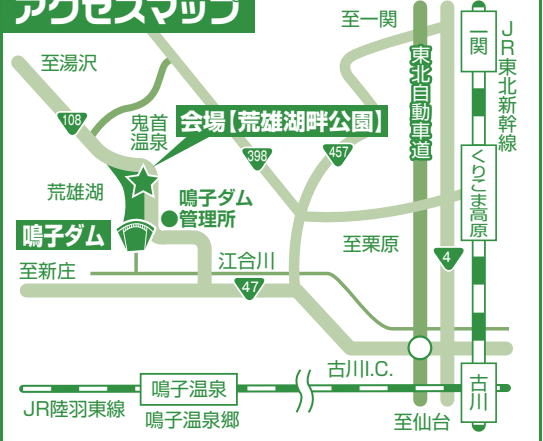 アクセスマップ
至一関
一関
JR東北新幹線
至湯沢
東北自動車道
108
鬼首
温泉
会場【荒雄湖畔公園】
398
457
くりこま高原
荒雄湖
鳴子ダム
管理所
鳴子ダム
至栗原
4
至新庄
江合川
47
古川I.C.
鳴子温泉
古川
JR陸羽東線
鳴子温泉郷
至仙台